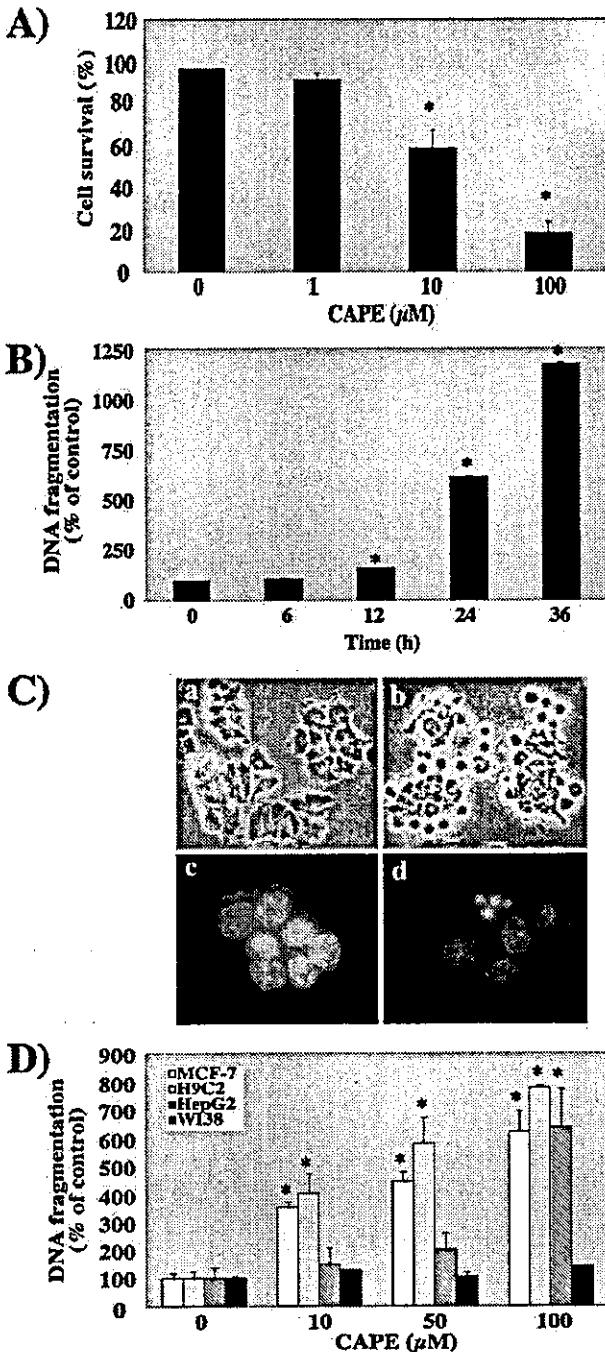 A)
Cell survival (%)
120
100
80
60
40
20
0
*
*
0 1 10 100
CAPE (μM)
B)
DNA fragmentation
(% of control)
1250
1000
750
500
250
0
*
*
*
0 6 12 24 36
Time (h)
C)
a b
c d
D)
DNA fragmentation
(% of control)
900
800
700
600
500
400
300
200
100
0
MCF-7
H9C2
HepG2
WI38
* *
* *
* * *
0 10 50 100
CAPE (μM)